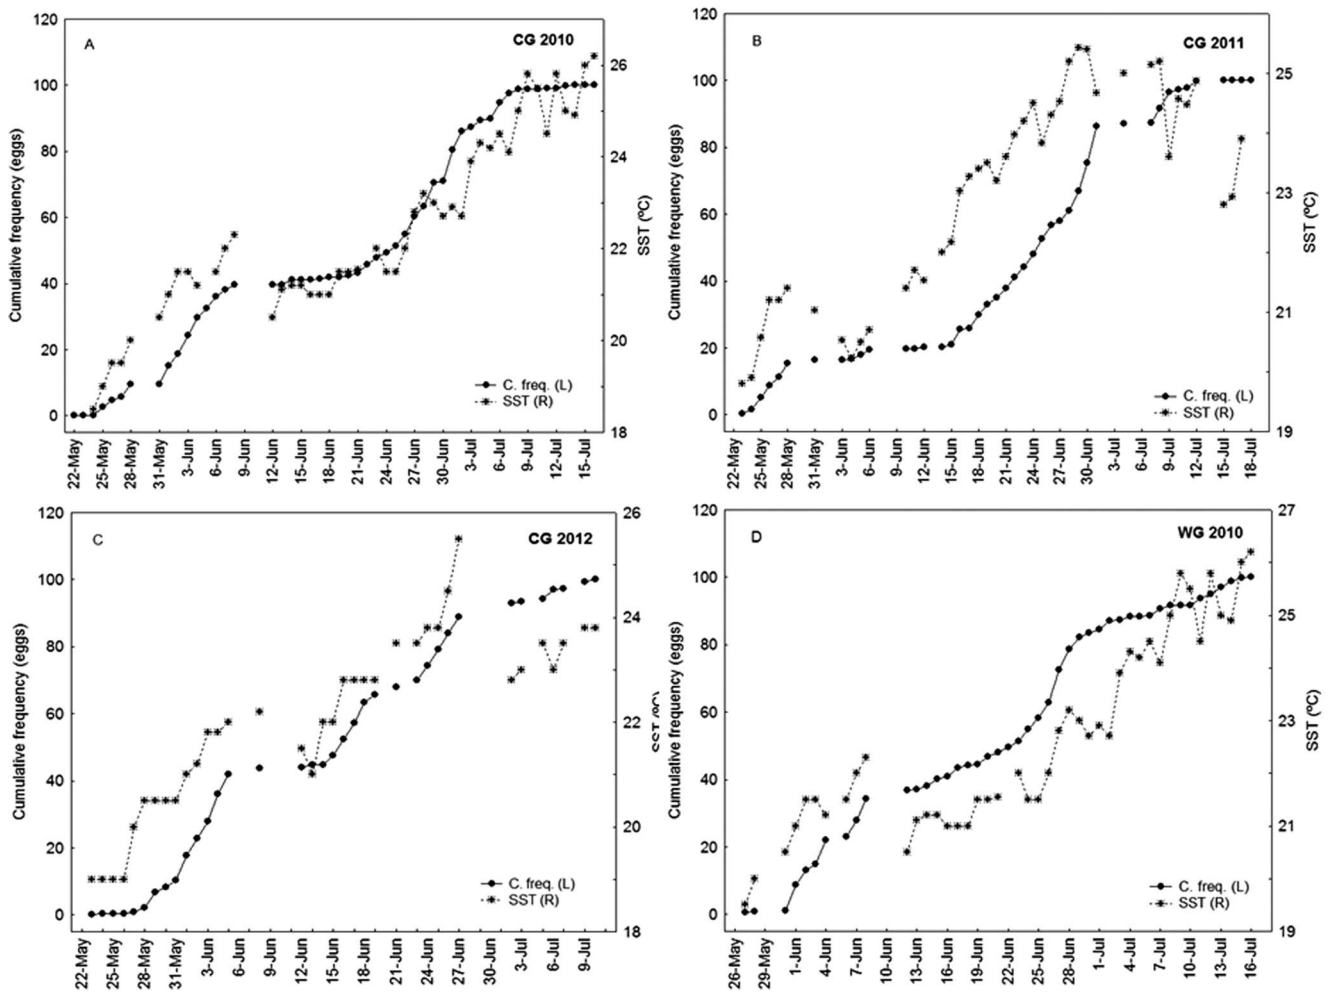 A
CG 2010
Cumulative frequency (eggs)
120
100
80
60
40
20
0
26
24
22
20
18
SST (ºC)
C. freq. (L)
SST (R)
22-May
25-May
28-May
31-May
3-Jun
6-Jun
9-Jun
12-Jun
15-Jun
18-Jun
21-Jun
24-Jun
27-Jun
30-Jun
3-Jul
6-Jul
9-Jul
12-Jul
15-Jul
B
CG 2011
Cumulative frequency (eggs)
120
100
80
60
40
20
0
25
23
21
19
SST (ºC)
C. freq. (L)
SST (R)
22-May
25-May
28-May
31-May
3-Jun
6-Jun
9-Jun
12-Jun
15-Jun
18-Jun
21-Jun
24-Jun
27-Jun
30-Jun
3-Jul
6-Jul
9-Jul
12-Jul
15-Jul
18-Jul
C
CG 2012
Cumulative frequency (eggs)
120
100
80
60
40
20
0
26
24
22
20
18
SST (ºC)
C. freq. (L)
SST (R)
22-May
25-May
28-May
31-May
3-Jun
6-Jun
9-Jun
12-Jun
15-Jun
18-Jun
21-Jun
24-Jun
27-Jun
30-Jun
3-Jul
6-Jul
9-Jul
D
WG 2010
Cumulative frequency (eggs)
120
100
80
60
40
20
0
27
25
23
21
19
SST (ºC)
C. freq. (L)
SST (R)
26-May
29-May
1-Jun
4-Jun
7-Jun
10-Jun
13-Jun
16-Jun
19-Jun
22-Jun
25-Jun
28-Jun
1-Jul
4-Jul
7-Jul
10-Jul
13-Jul
16-Jul